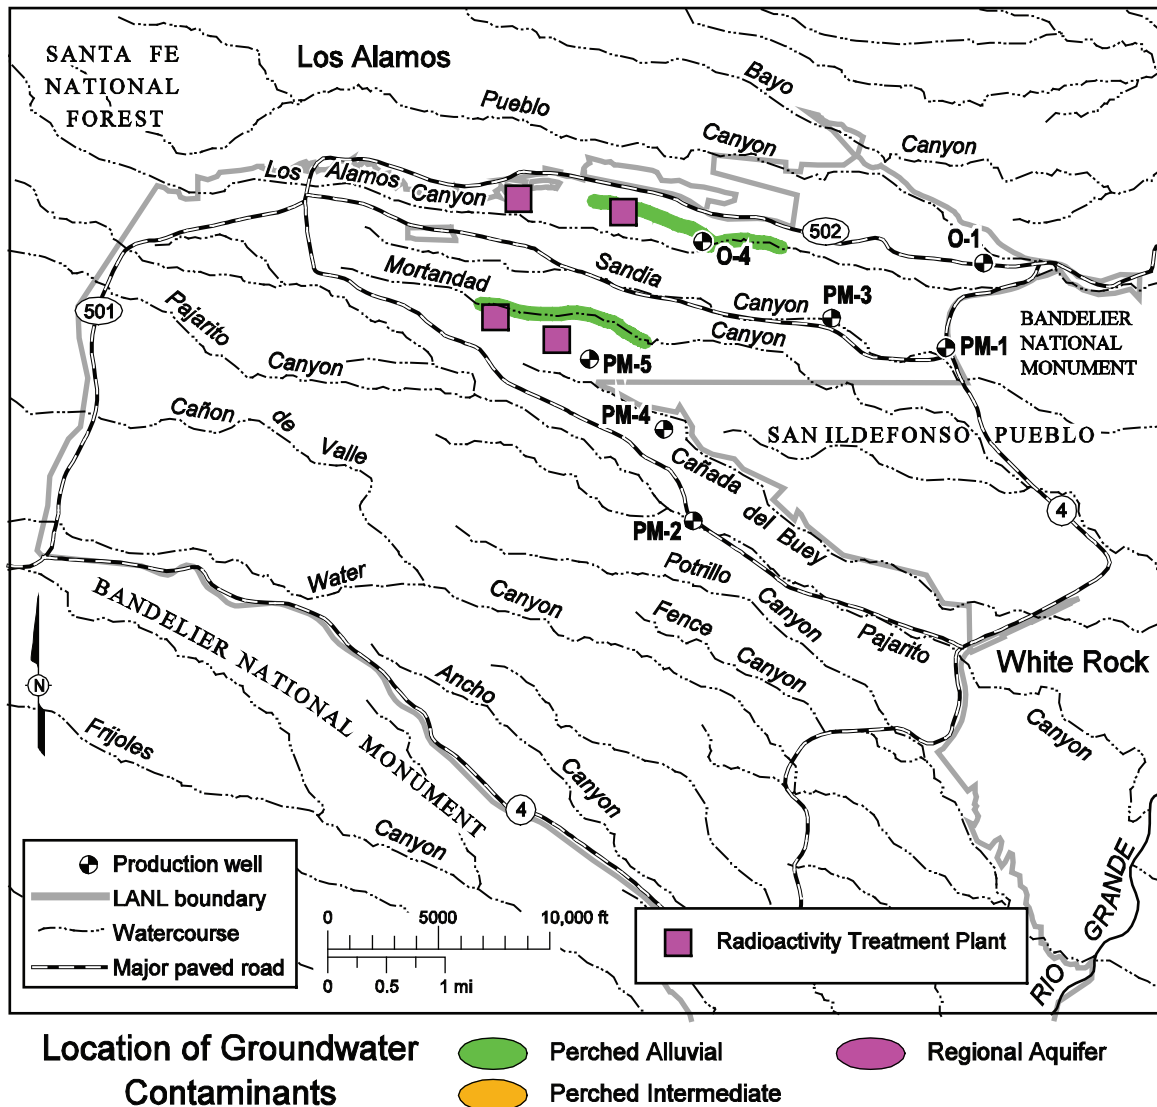 SANTA FE
NATIONAL
FOREST
Los Alamos
Bayo
Pueblo
Canyon
Canyon
Los Alamos
Canyon
502
O-1
O-4
Sandia
Mortandad
Canyon
PM-3
501
Pajarito
Canyon
BANDELIER
NATIONAL
MONUMENT
PM-1
Canyon
PM-5
PM-4
Cañon de Valle
SAN ILDEFONSO PUEBLO
Cañada
del Buey
4
PM-2
Water
Canyon
Potrillo
Canyon
Fence
Canyon
Pajarito
BANDELIER NATIONAL MONUMENT
White Rock
Ancho
Canyon
N
Frijoles
Canyon
Canyon
4
RIO GRANDE
Production well
LANL boundary
Watercourse
Major paved road
0 5000 10,000 ft
0 0.5 1 mi
Radioactivity Treatment Plant
Location of Groundwater
Contaminants
Perched Alluvial
Regional Aquifer
Perched Intermediate